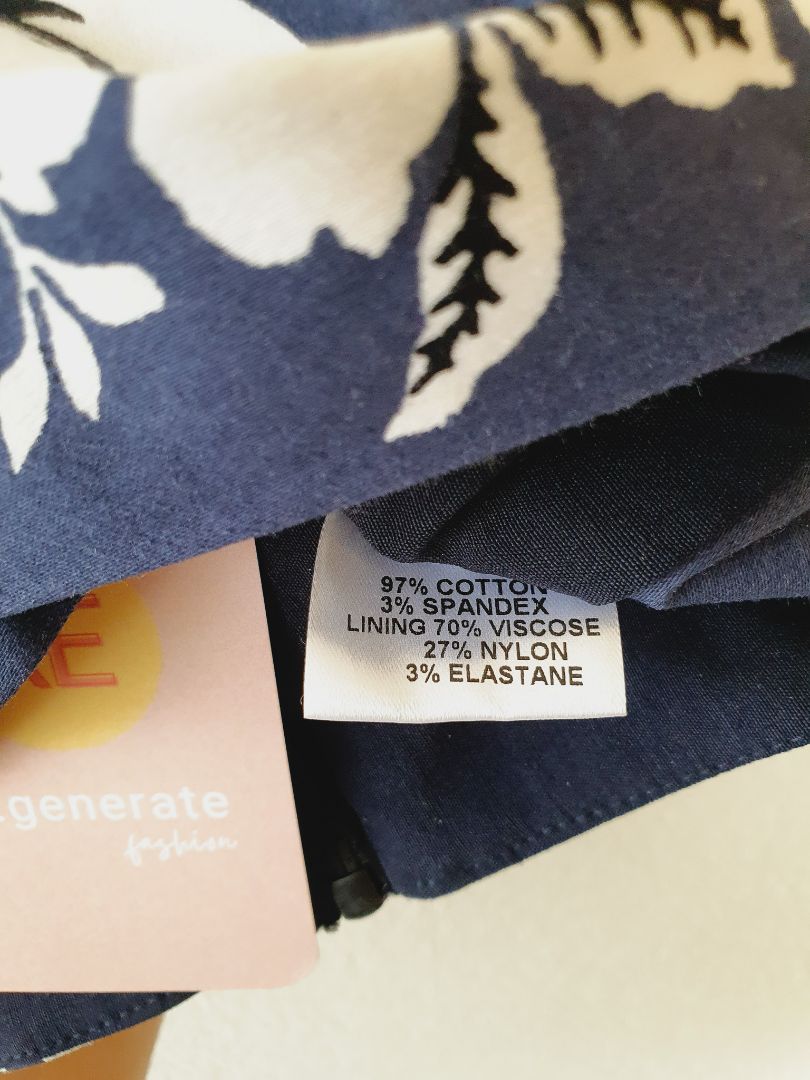 97% COTTON
3% SPANDEX
LINING 70% VISCOSE
27% NYLON
3% ELASTANE
.generate
fashion